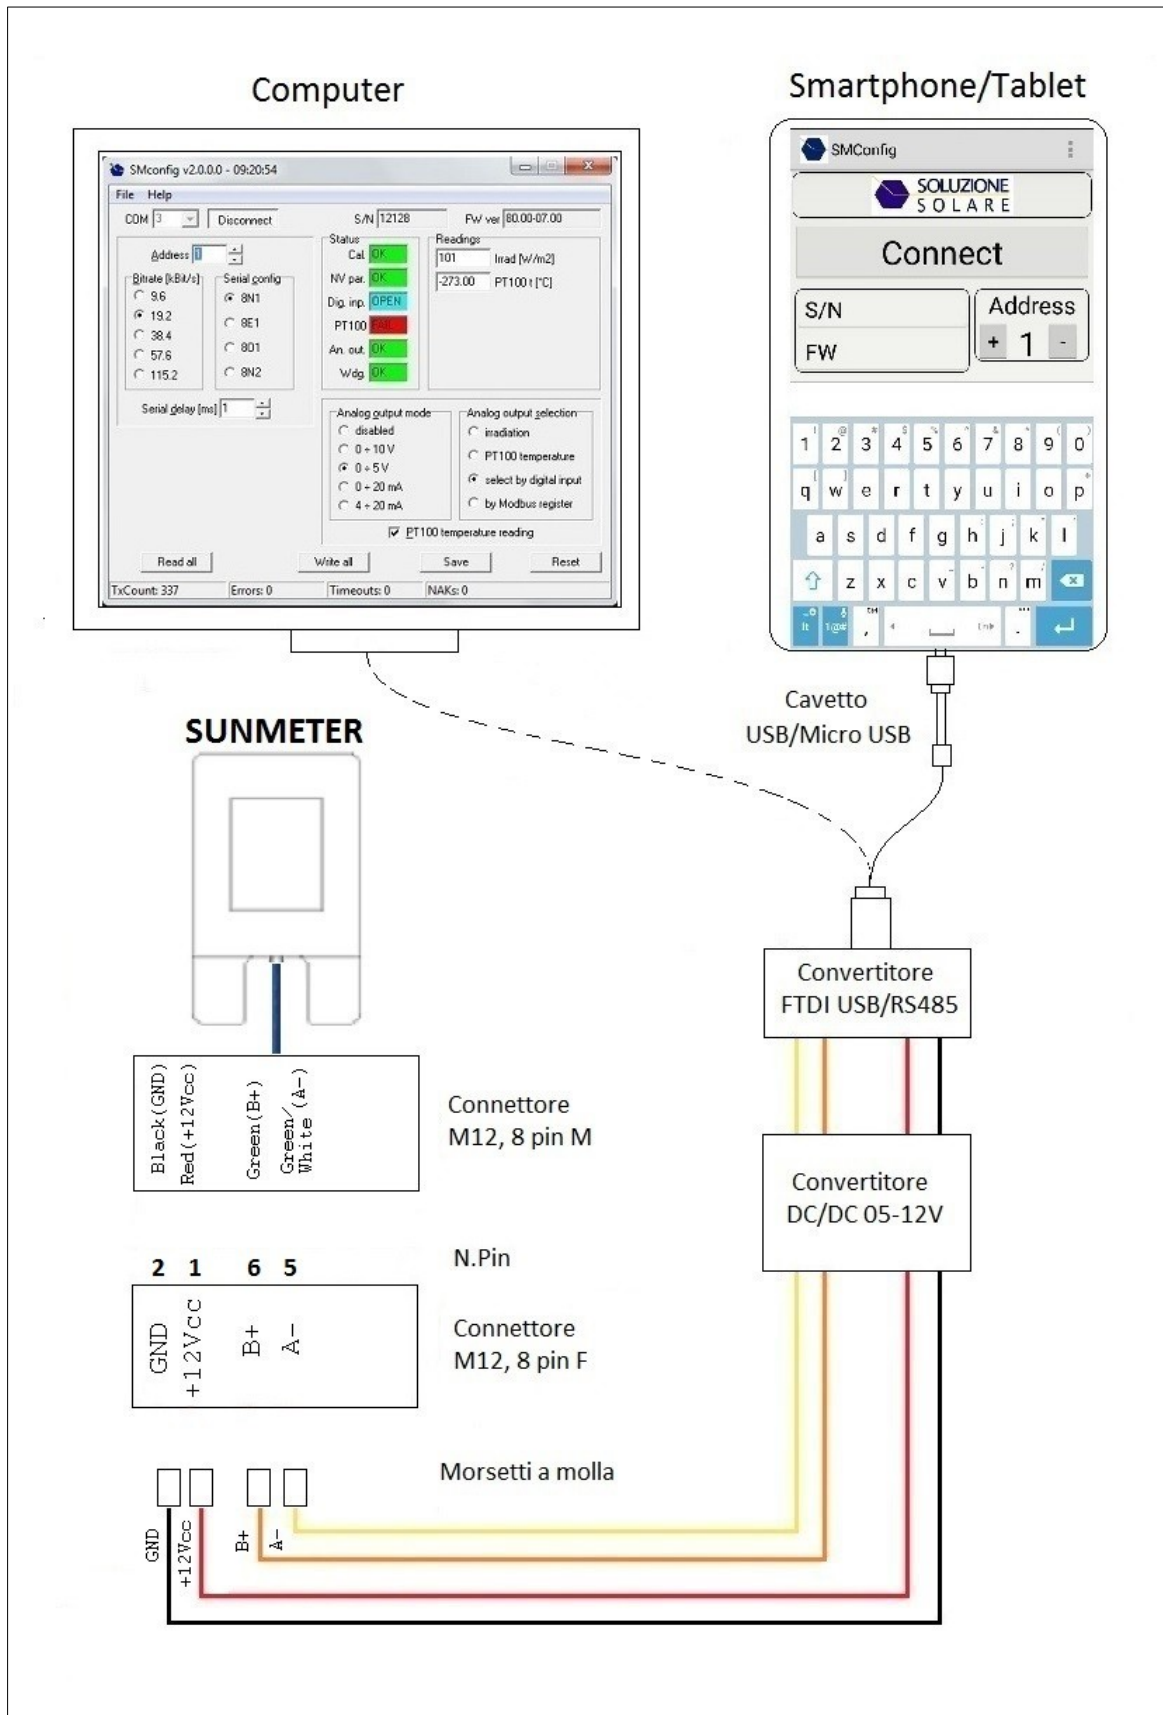 Computer
Smartphone/Tablet
SMconfig v2.0.0.0 - 09:20:54
File Help
COM 3 Disconnect S/N 12128 FW ver 80.00-07.00
Address 1
Bitrate [kBit/s]
9.6
19.2
38.4
57.6
115.2
Serial config
8N1
8E1
8O1
8N2
Serial delay [ms] 1
Status
Cal. OK
NV par. OK
Dig. inp. OPEN
PT100 FAIL
An. out. OK
Wdg. OK
Readings
101 Irrad [W/m2]
-273.00 PT100 t [°C]
Analog output mode
disabled
0 ÷ 10 V
0 ÷ 5 V
0 ÷ 20 mA
4 ÷ 20 mA
Analog output selection
irradiation
PT100 temperature
select by digital input
by Modbus register
PT100 temperature reading
Read all Write all Save Reset
TxCount: 337 Errors: 0 Timeouts: 0 NAKs: 0
SMConfig
SOLUZIONE
SOLARE
Connect
S/N
FW
Address
+ 1 -
1 2 3 4 5 6 7 8 9 0
q w e r t y u i o p
a s d f g h j k l
z x c v b n m
It 1@# , .
Cavetto
USB/Micro USB
SUNMETER
Convertitore
FTDI USB/RS485
Black(GND)
Red(+12Vcc)
Green(B+)
Green/
White (A-)
Connettore
M12, 8 pin M
Convertitore
DC/DC 05-12V
2 1 6 5
N.Pin
GND
+12Vcc
B+
A-
Connettore
M12, 8 pin F
Morsetti a molla
GND
+12Vcc
B+
A-